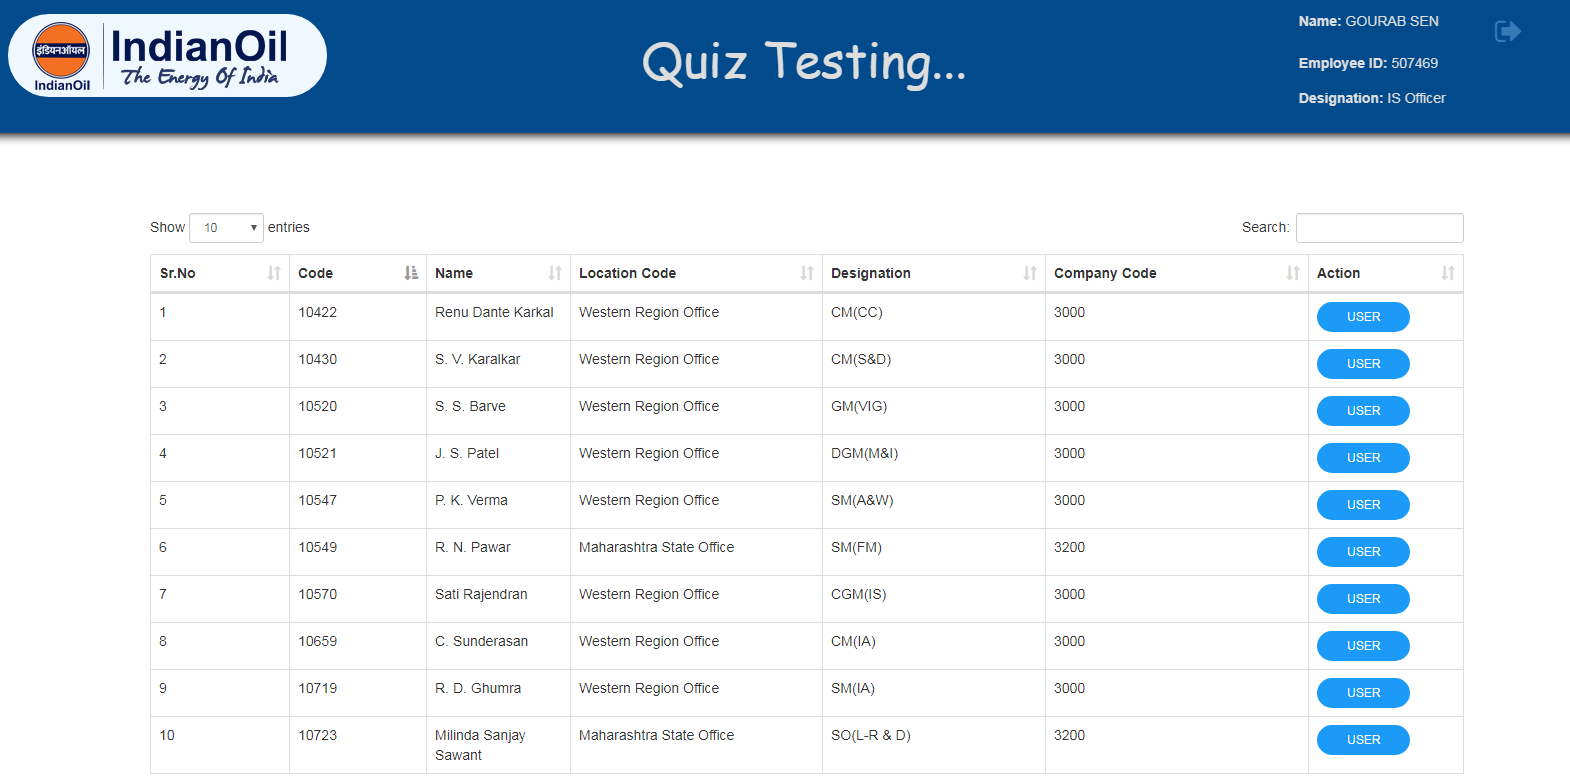 इंडियनऑयल
IndianOil
IndianOil
The Energy Of India
Quiz Testing...
Name: GOURAB SEN
Employee ID: 507469
Designation: IS Officer
Show 10 entries
Search:
Sr.No Code Name Location Code Designation Company Code Action
1 10422 Renu Dante Karkal Western Region Office CM(CC) 3000 USER
2 10430 S. V. Karalkar Western Region Office CM(S&D) 3000 USER
3 10520 S. S. Barve Western Region Office GM(VIG) 3000 USER
4 10521 J. S. Patel Western Region Office DGM(M&I) 3000 USER
5 10547 P. K. Verma Western Region Office SM(A&W) 3000 USER
6 10549 R. N. Pawar Maharashtra State Office SM(FM) 3200 USER
7 10570 Sati Rajendran Western Region Office CGM(IS) 3000 USER
8 10659 C. Sunderasan Western Region Office CM(IA) 3000 USER
9 10719 R. D. Ghumra Western Region Office SM(IA) 3000 USER
10 10723 Milinda Sanjay Maharashtra State Office SO(L-R & D) 3200 USER
Sawant